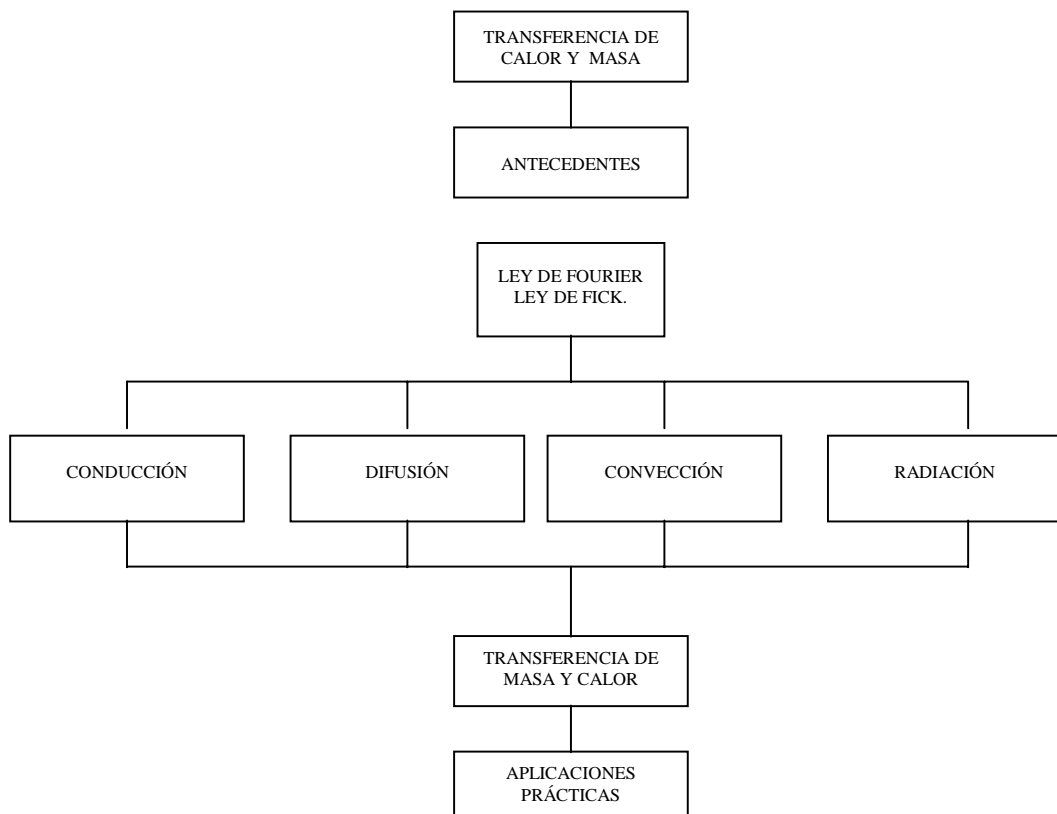 TRANSFERENCIA DE
CALOR Y MASA
ANTECEDENTES
LEY DE FOURIER
LEY DE FICK.
CONDUCCIÓN
DIFUSIÓN
CONVECCIÓN
RADIACIÓN
TRANSFERENCIA DE
MASA Y CALOR
APLICACIONES
PRÁCTICAS